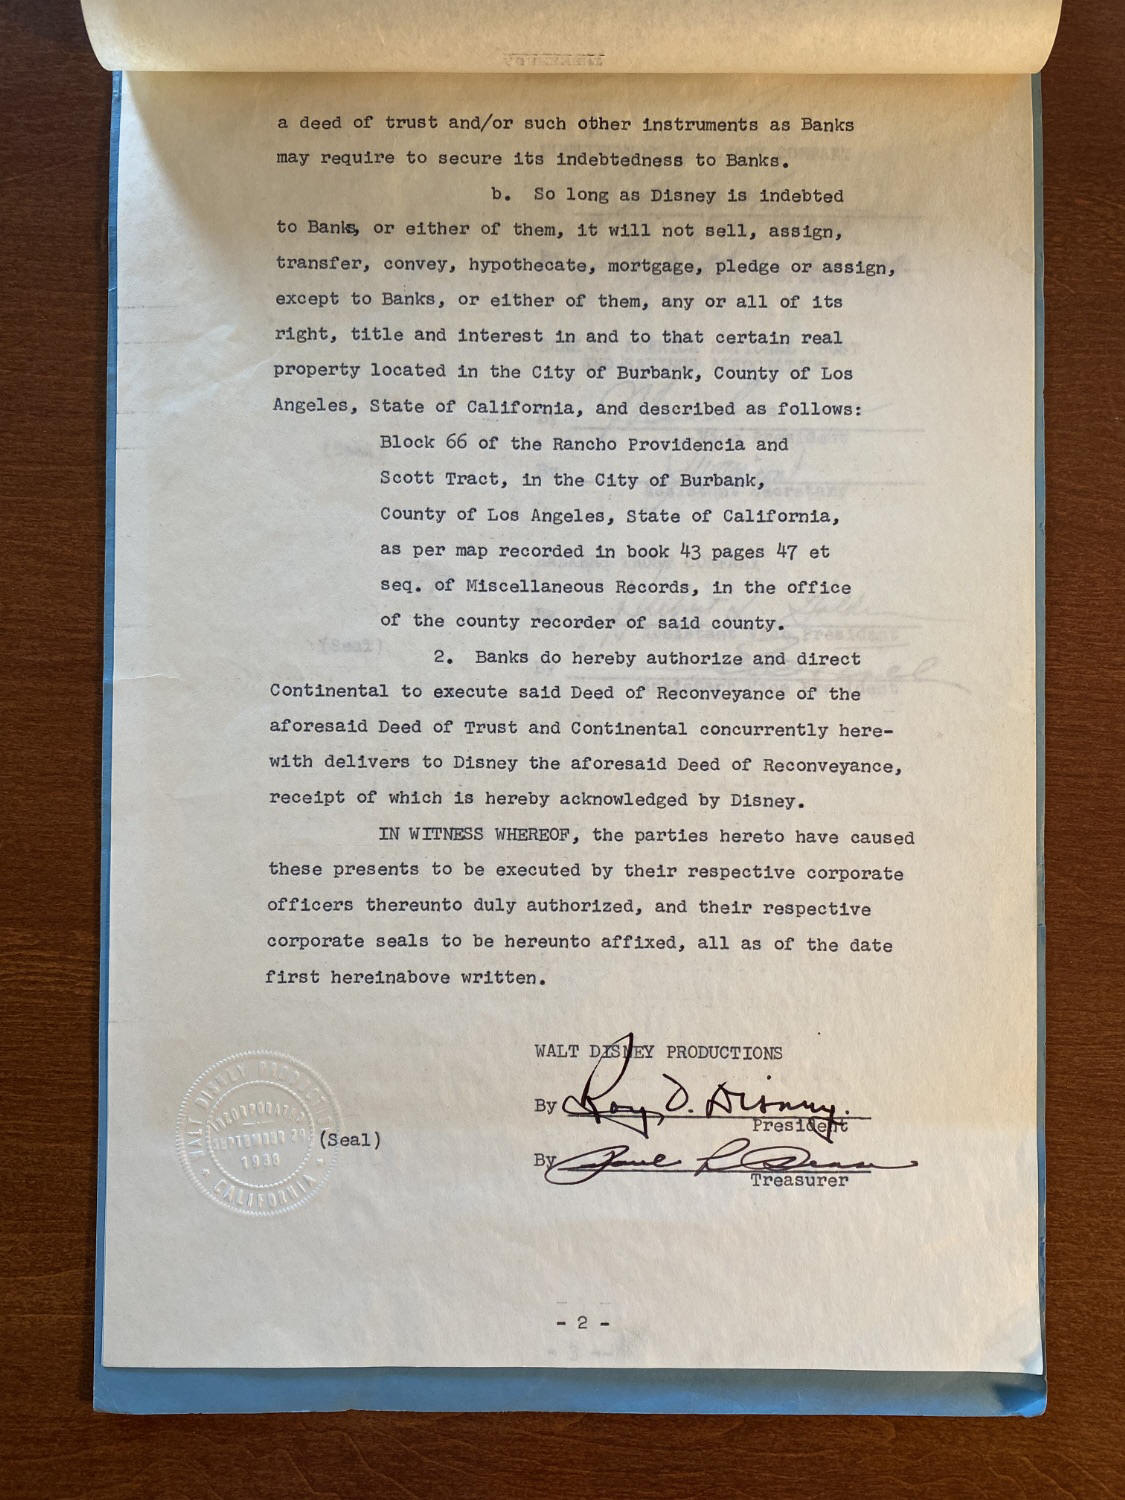 a deed of trust and/or such other instruments as Banks
may require to secure its indebtedness to Banks.
b. So long as Disney is indebted
to Banks, or either of them, it will not sell, assign,
transfer, convey, hypothecate, mortgage, pledge or assign,
except to Banks, or either of them, any or all of its
right, title and interest in and to that certain real
property located in the City of Burbank, County of Los
Angeles, State of California, and described as follows:
Block 66 of the Rancho Providencia and
Scott Tract, in the City of Burbank,
County of Los Angeles, State of California,
as per map recorded in book 43 pages 47 et
seq. of Miscellaneous Records, in the office
of the county recorder of said county.
2. Banks do hereby authorize and direct
Continental to execute said Deed of Reconveyance of the
aforesaid Deed of Trust and Continental concurrently here-
with delivers to Disney the aforesaid Deed of Reconveyance,
receipt of which is hereby acknowledged by Disney.
IN WITNESS WHEREOF, the parties hereto have caused
these presents to be executed by their respective corporate
officers thereunto duly authorized, and their respective
corporate seals to be hereunto affixed, all as of the date
first hereinabove written.
WALT DISNEY PRODUCTIONS
By Roy O. Disney.
President
(Seal)
By Paul L
Treasurer
WALT DISNEY PRODUCTIONS
INCORPORATED
SEPTEMBER 29
1938
CALIFORNIA
- 2 -